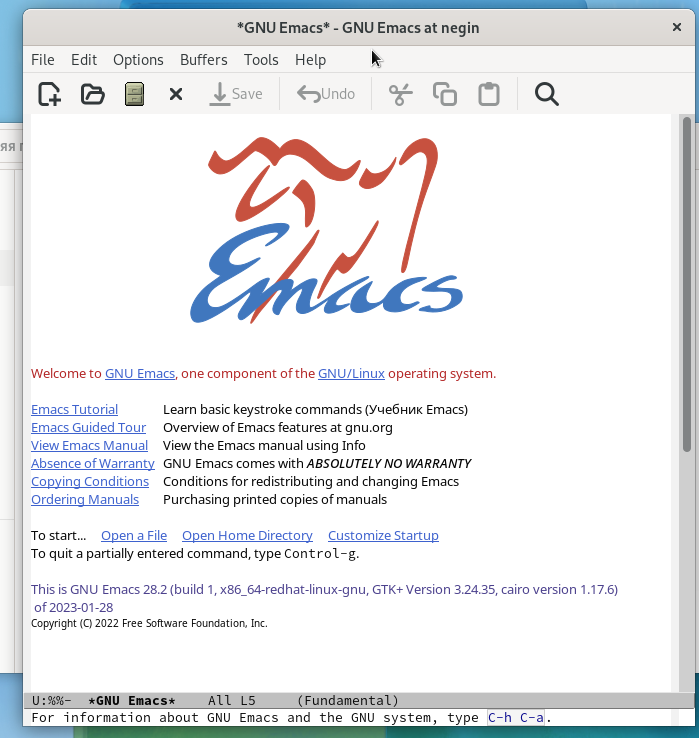 *GNU Emacs* - GNU Emacs at negin
File Edit Options Buffers Tools Help
Save Undo
Emacs
Welcome to GNU Emacs, one component of the GNU/Linux operating system.
Emacs Tutorial Learn basic keystroke commands (Учебник Emacs)
Emacs Guided Tour Overview of Emacs features at gnu.org
View Emacs Manual View the Emacs manual using Info
Absence of Warranty GNU Emacs comes with ABSOLUTELY NO WARRANTY
Copying Conditions Conditions for redistributing and changing Emacs
Ordering Manuals Purchasing printed copies of manuals
To start... Open a File Open Home Directory Customize Startup
To quit a partially entered command, type Control-g.
This is GNU Emacs 28.2 (build 1, x86_64-redhat-linux-gnu, GTK+ Version 3.24.35, cairo version 1.17.6)
of 2023-01-28
Copyright (C) 2022 Free Software Foundation, Inc.
U:%%- *GNU Emacs* All L5 (Fundamental)
For information about GNU Emacs and the GNU system, type C-h C-a.